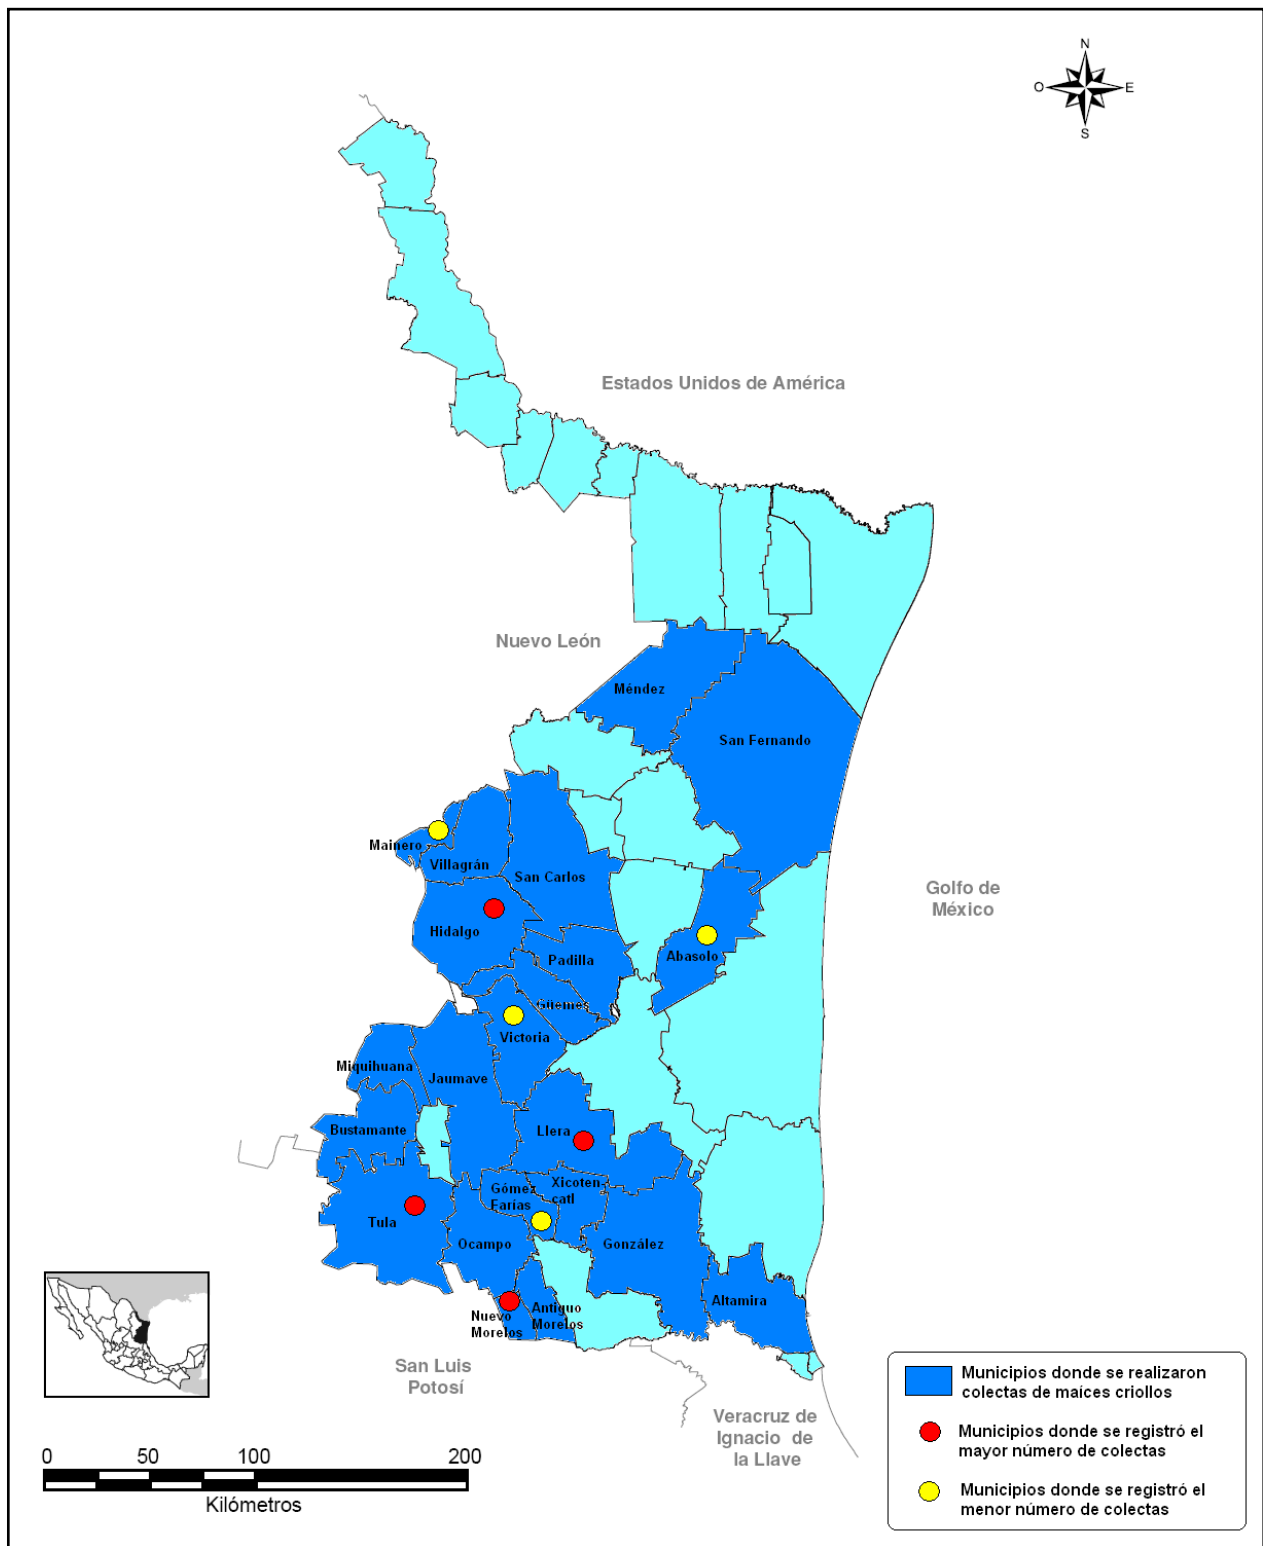 N
O
E
S
Estados Unidos de América
Nuevo León
Méndez
San Fernando
Mainero
Villagrán
San Carlos
Golfo de
México
Hidalgo
Padilla
Abasolo
Güemes
Victoria
Miquihuana
Jaumave
Bustamante
Llera
Gómez
Farías
Xicoten
catl
Tula
Ocampo
González
Nuevo
Morelos
Antiguo
Morelos
Altamira
San Luis
Potosí
Veracruz de
Ignacio de
la Llave
0 50 100 200
Kilómetros
Municipios donde se realizaron
colectas de maíces criollos
Municipios donde se registró el
mayor número de colectas
Municipios donde se registró el
menor número de colectas